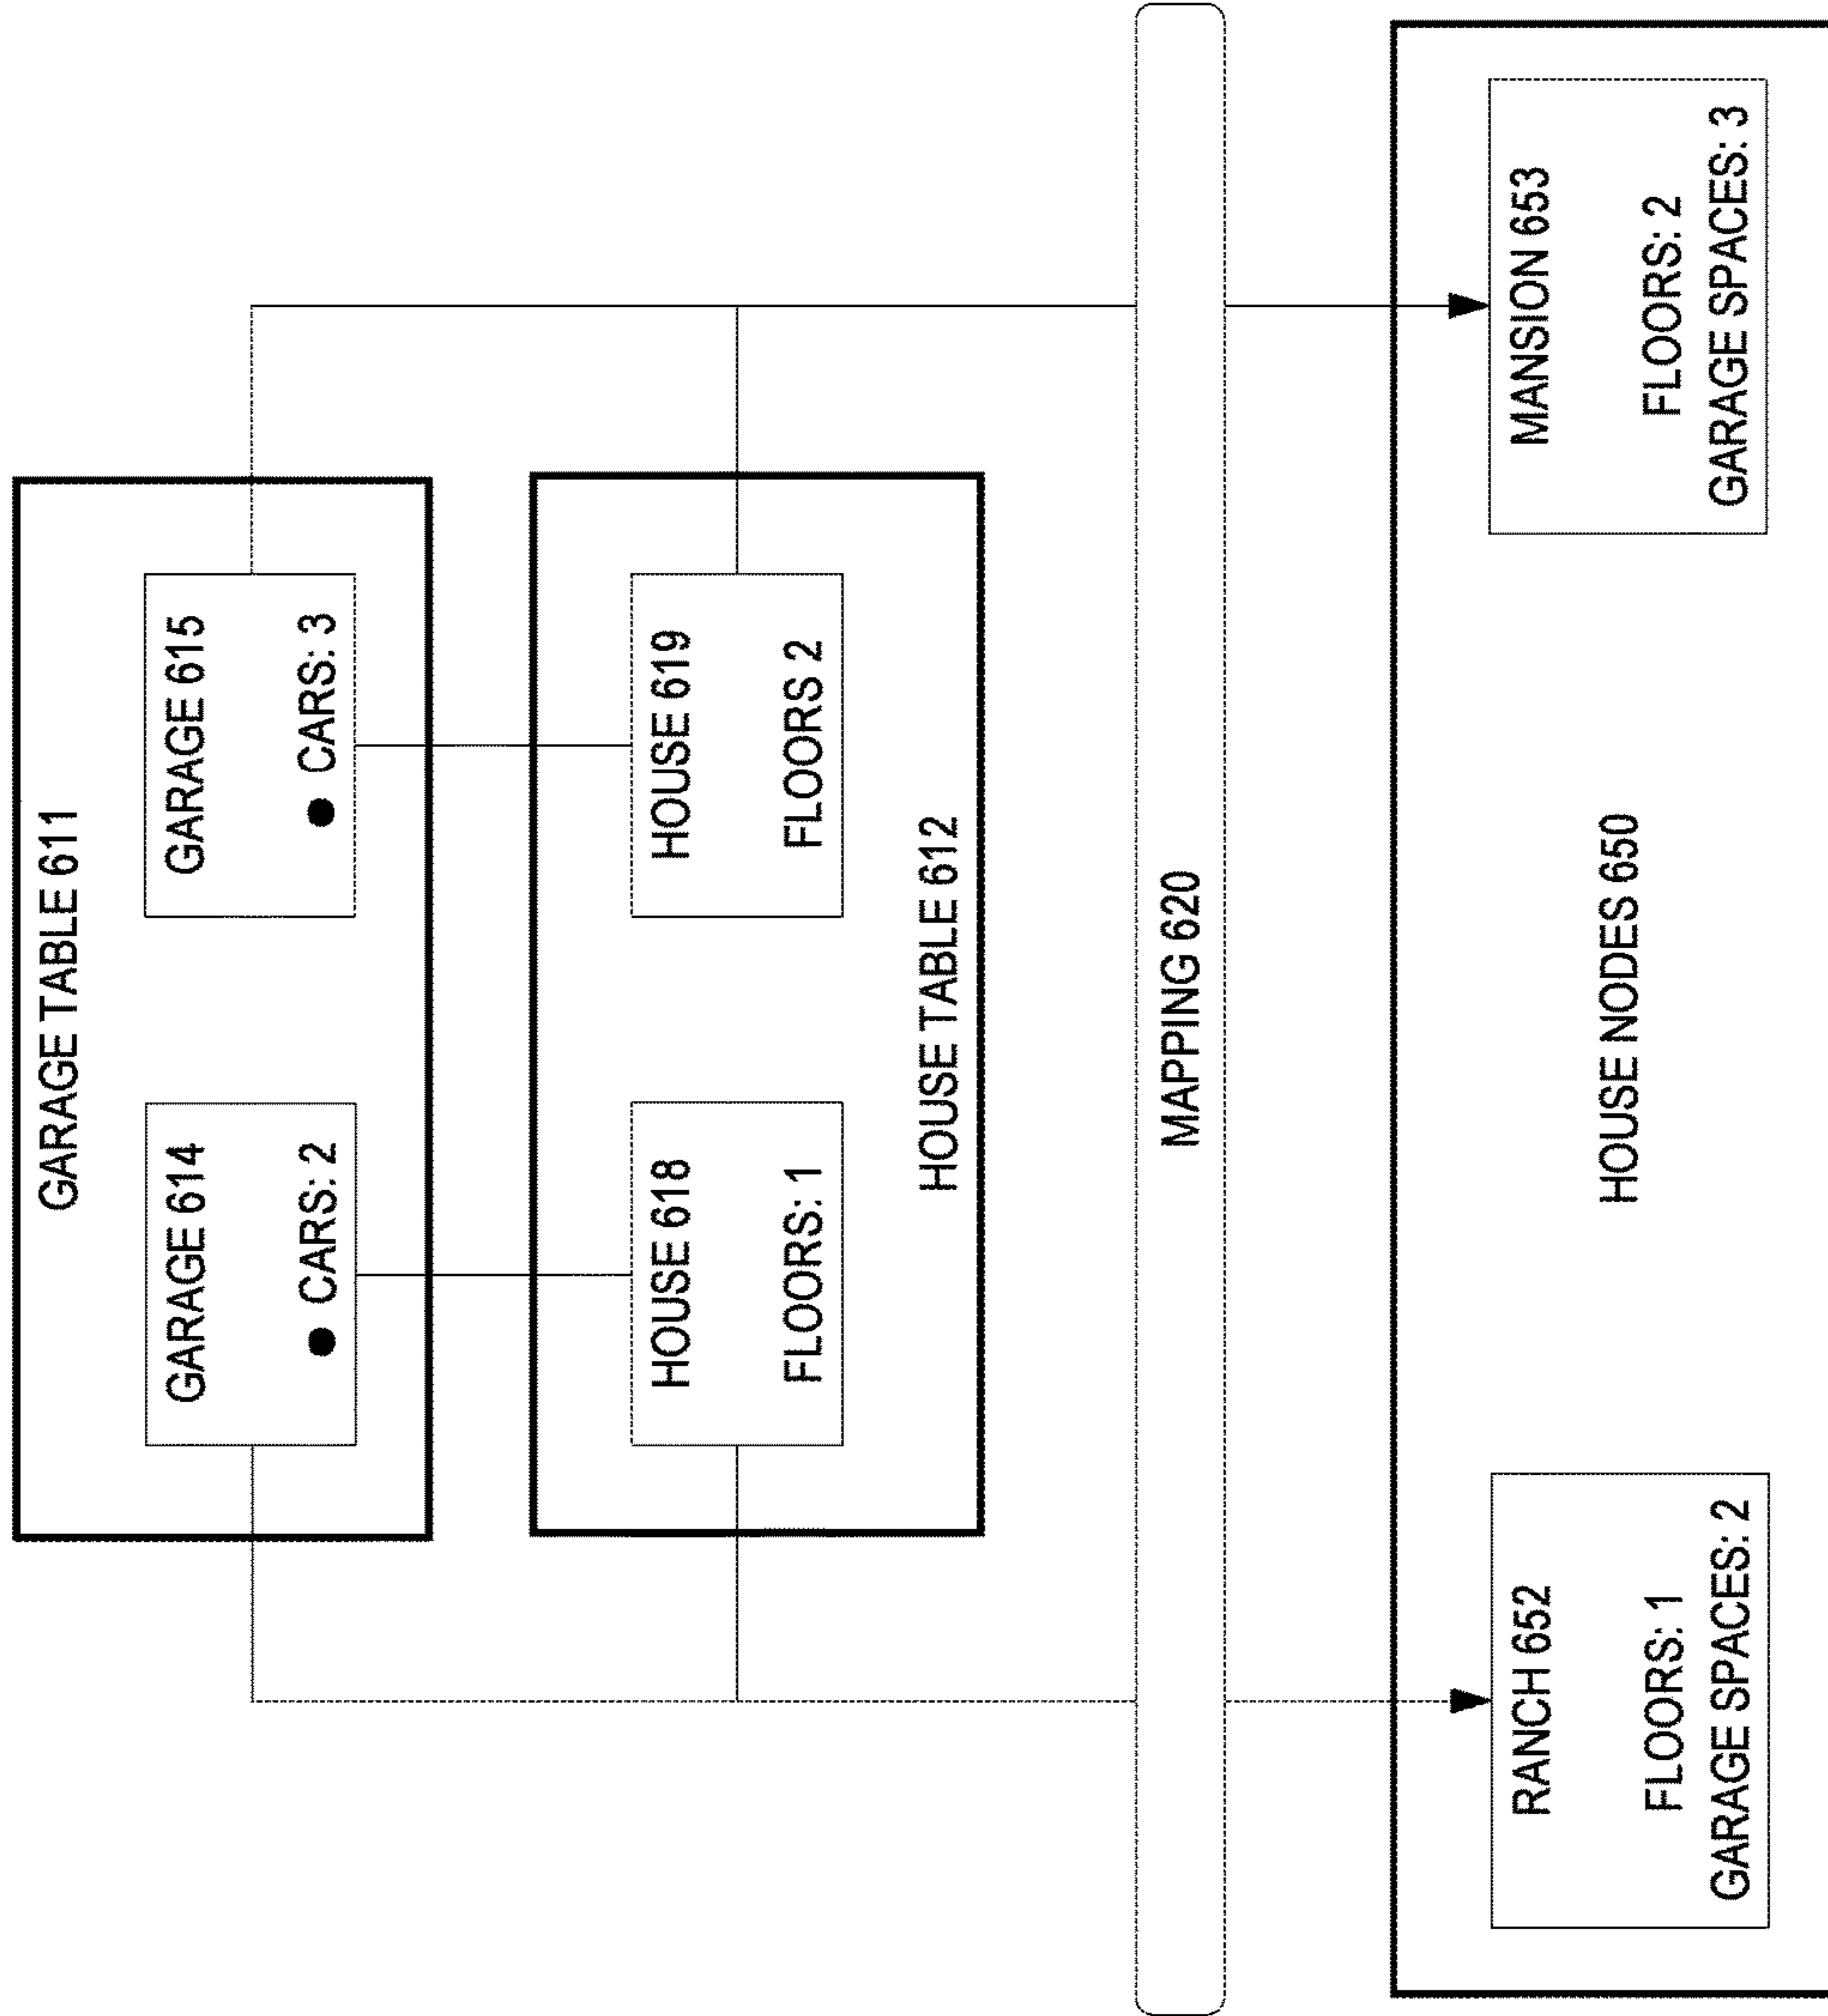 GARAGE TABLE 611
GARAGE 614
● CARS: 2
GARAGE 615
● CARS: 3
HOUSE 618
FLOORS: 1
HOUSE 619
FLOORS 2
HOUSE TABLE 612
MAPPING 620
RANCH 652
FLOORS: 1
GARAGE SPACES: 2
HOUSE NODES 650
MANSION 653
FLOORS: 2
GARAGE SPACES: 3